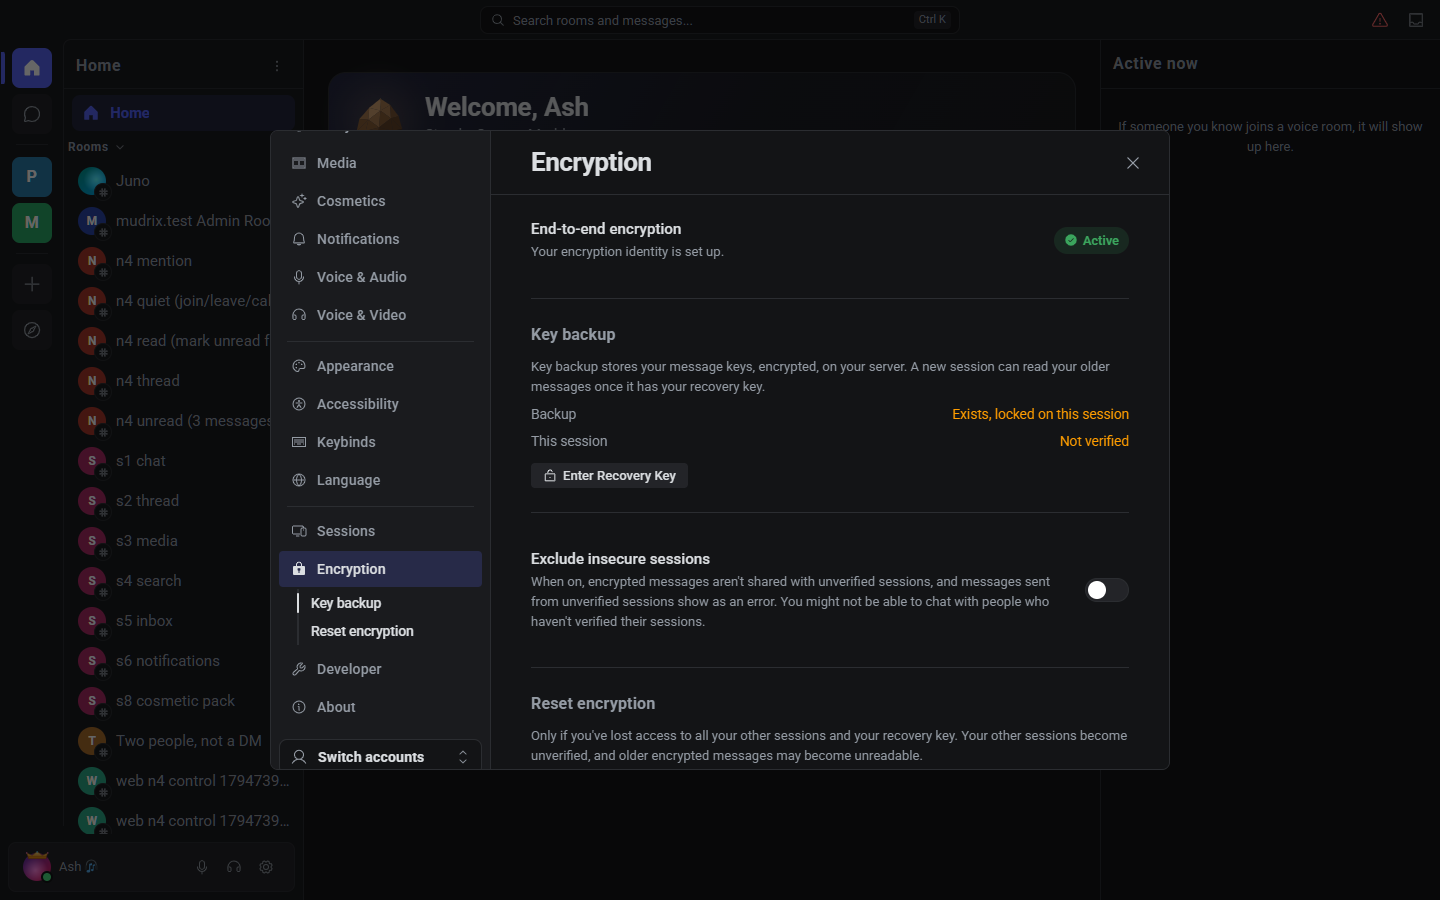 Search rooms and messages...
Ctrl K
Home
Active now
Home
Welcome, Ash
If someone you know joins a voice room, it will show
up here.
Rooms
P
M
Juno
M
mudrix.test Admin Roo
N
n4 mention
N
n4 quiet (join/leave/cal
N
n4 read (mark unread f
N
n4 thread
N
n4 unread (3 messages
S
s1 chat
S
s2 thread
S
s3 media
S
s4 search
S
s5 inbox
S
s6 notifications
S
s8 cosmetic pack
T
Two people, not a DM
W
web n4 control 1794739...
W
web n4 control 1794739...
Ash
Media
Cosmetics
Notifications
Voice & Audio
Voice & Video
Appearance
Accessibility
Keybinds
Language
Sessions
Encryption
Key backup
Reset encryption
Developer
About
Switch accounts
Encryption
End-to-end encryption
Your encryption identity is set up.
Active
Key backup
Key backup stores your message keys, encrypted, on your server. A new session can read your older
messages once it has your recovery key.
Backup
Exists, locked on this session
This session
Not verified
Enter Recovery Key
Exclude insecure sessions
When on, encrypted messages aren't shared with unverified sessions, and messages sent
from unverified sessions show as an error. You might not be able to chat with people who
haven't verified their sessions.
Reset encryption
Only if you've lost access to all your other sessions and your recovery key. Your other sessions become
unverified, and older encrypted messages may become unreadable.